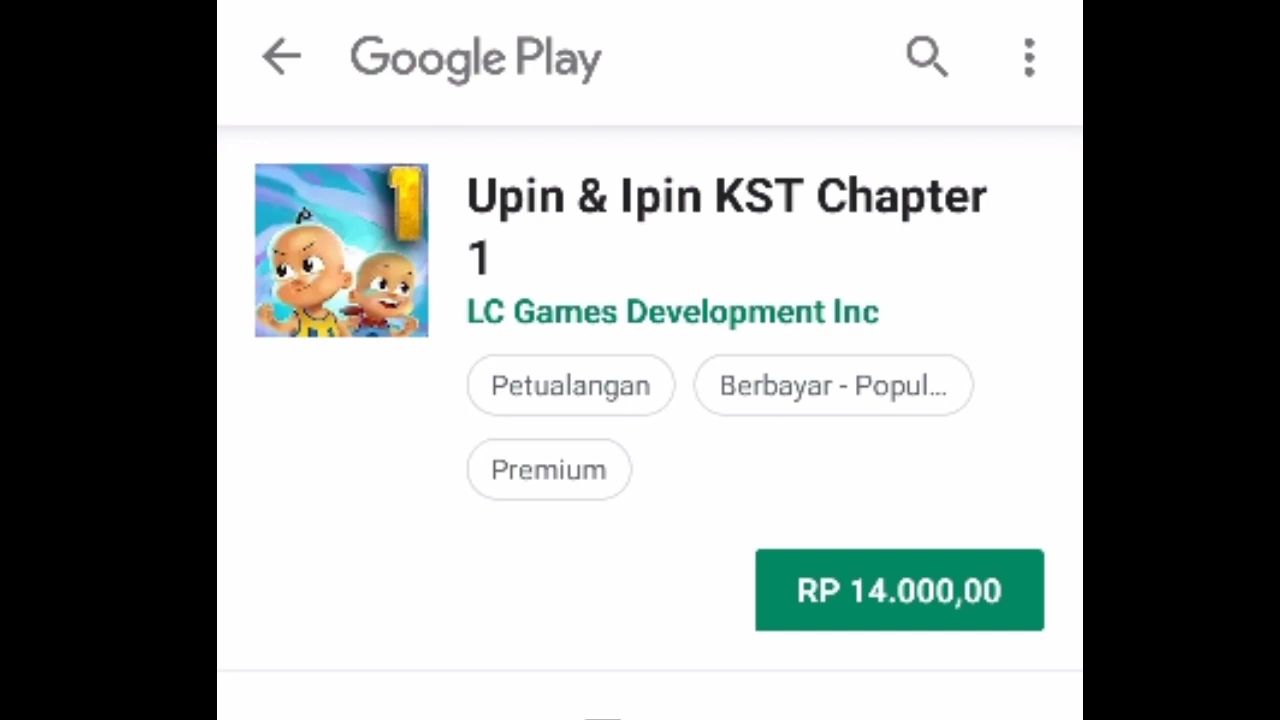 Google Play
1
Upin & Ipin KST Chapter
1
LC Games Development Inc
Petualangan
Berbayar - Popul...
Premium
RP 14.000,00